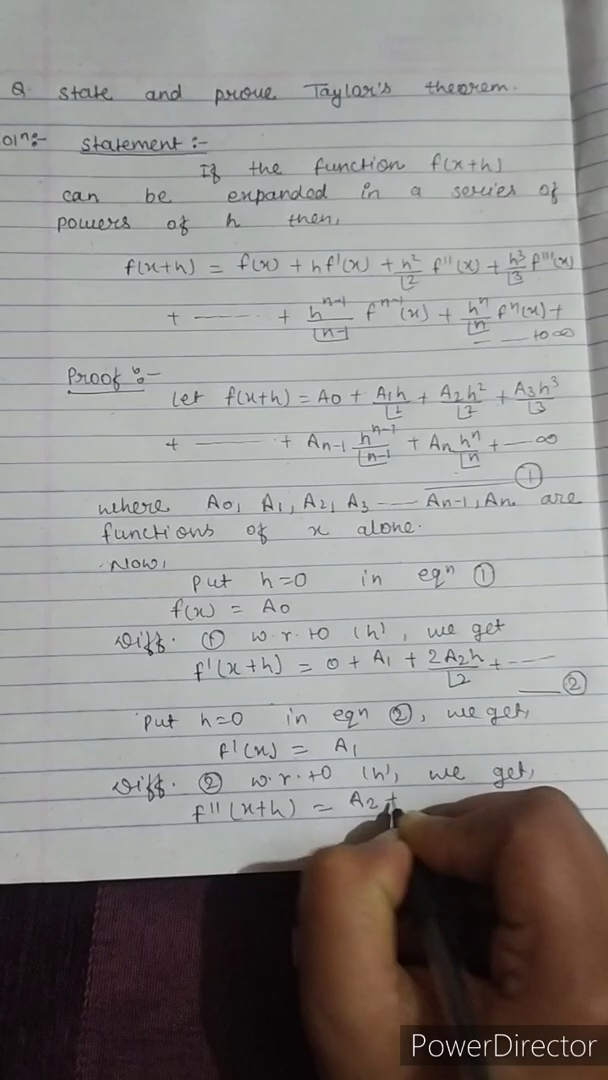 Q. State and prove Taylor's theorem.
Olⁿ:- Statement :-
If the function f(x+h)
can be expanded in a series of
powers of h then,
f(x+h) = f(x) + hf'(x) + h²/⌊2 f''(x) + h³/⌊3 f'''(x)
+ ------- + hⁿ⁻¹/⌊n-1 fⁿ⁻¹(x) + hⁿ/⌊n fⁿ(x) +
-- -- to ∞
Proof :-
Let f(x+h) = A0 + A1h/⌊1 + A2h²/⌊2 + A3h³/⌊3
+ ------- + An-1 hⁿ⁻¹/⌊n-1 + An hⁿ/⌊n + -- ∞
—— ①
where A0, A1, A2, A3 ---- An-1, An are
functions of x alone.
Now,
put h=0 in eqⁿ ①
f(x) = A0
Diff. ① w.r.to 'h', we get
f'(x+h) = 0 + A1 + 2A2h/⌊2 + ---
—— ②
put h=0 in eqn ②, we get,
f'(x) = A1
Diff. ② w.r.to 'h', we get,
f''(x+h) = A2 +
PowerDirector